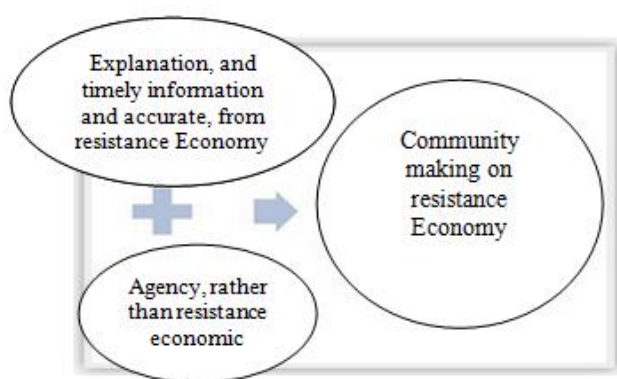 Explanation, and
timely information
and accurate, from
resistance Economy
Community
making on
resistance
Economy
Agency, rather
than resistance
economic